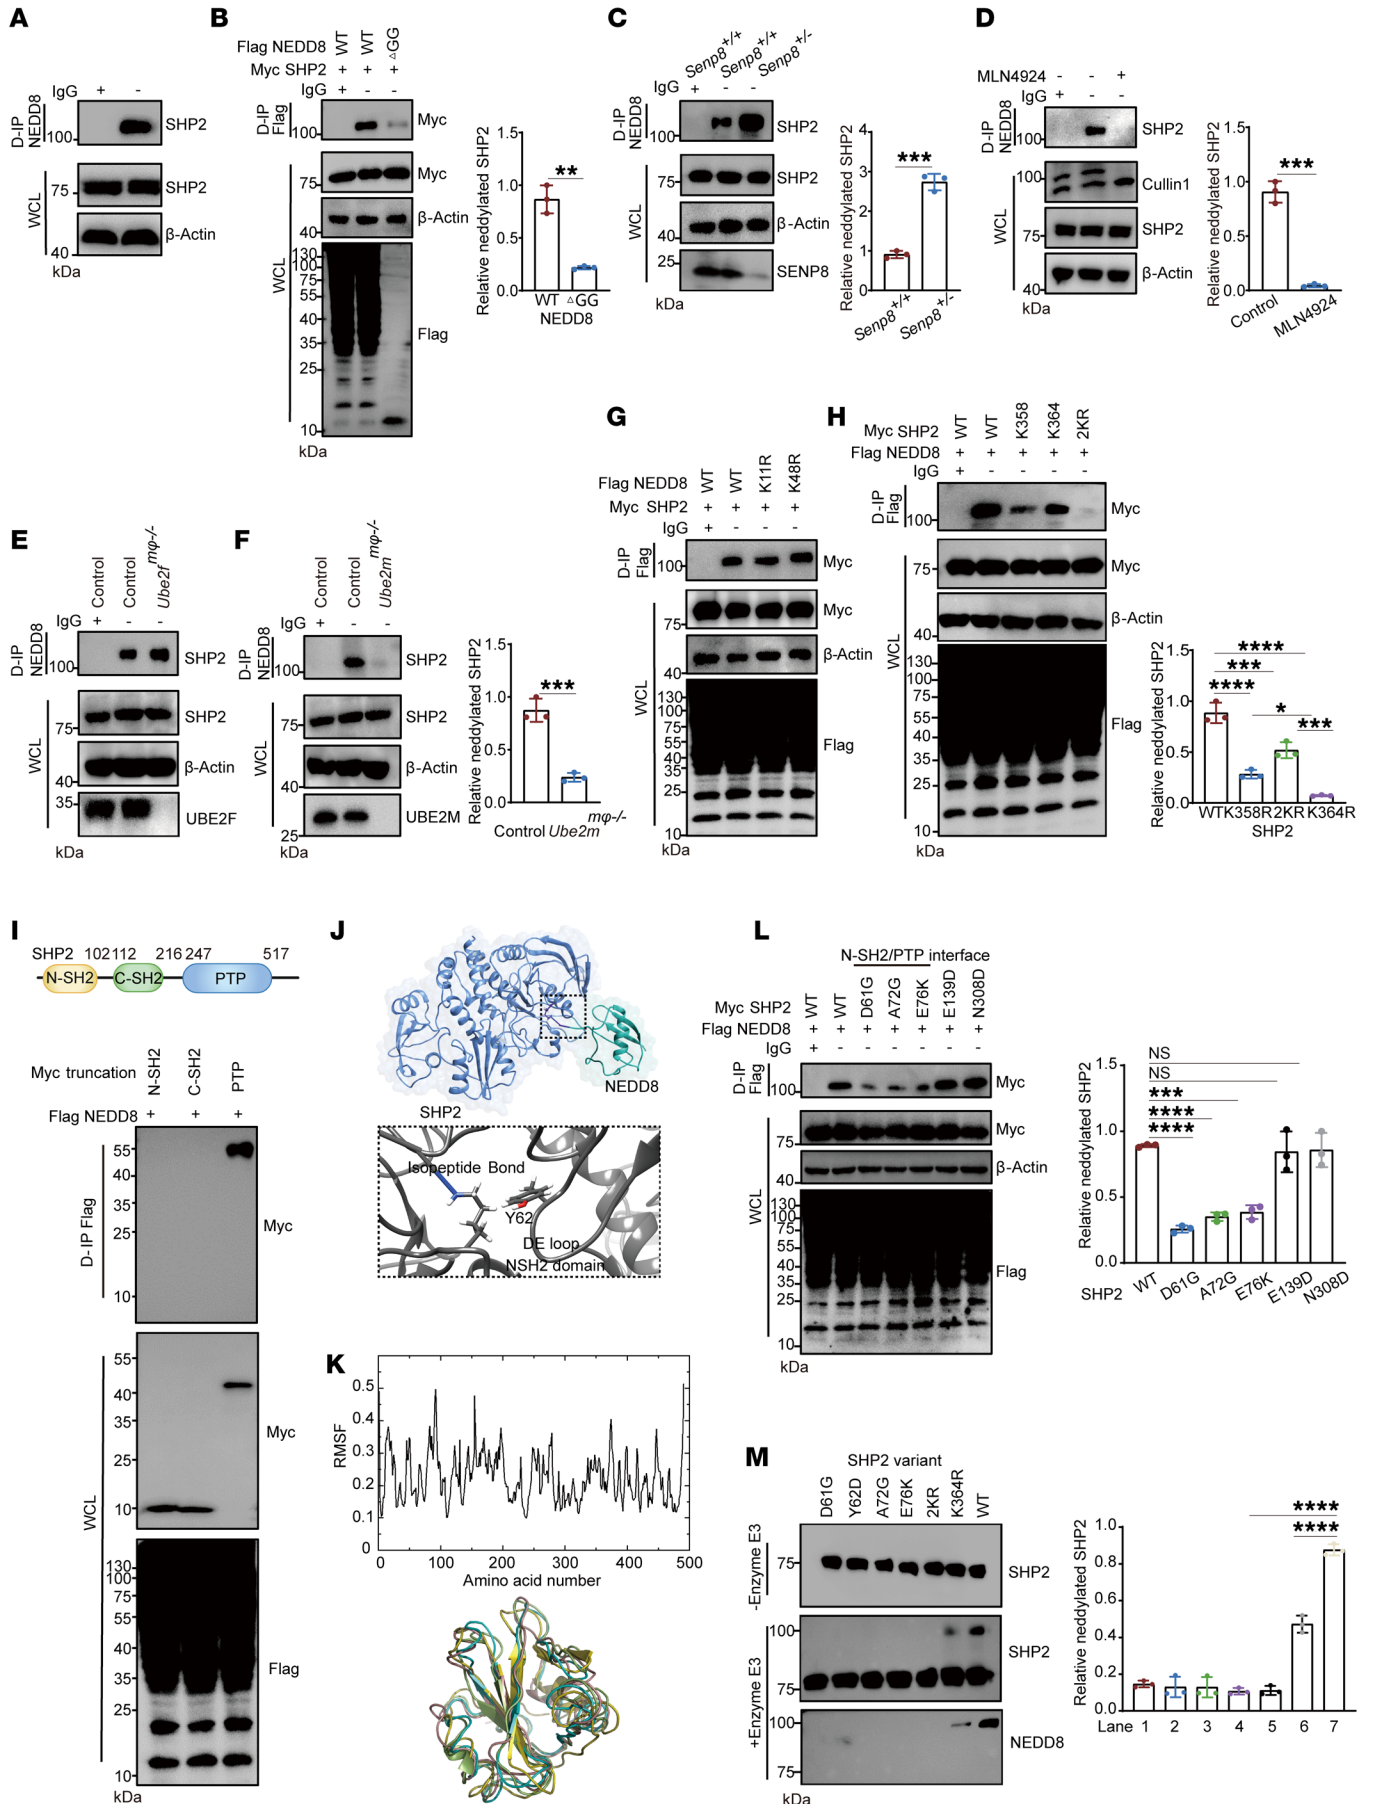 A
IgG + -
D-IP
NEDD8
100
SHP2
WCL
75
SHP2
40
β-Actin
kDa
B
Flag NEDD8 WT WT △GG
Myc SHP2 + + +
IgG + - -
D-IP
Flag
100
Myc
WCL
75
Myc
40
β-Actin
130
100
75
55
40
35
25
10
Flag
kDa
Relative neddylated SHP2
1.5
1.0
0.5
0.0
**
WT △GG
NEDD8
C
Senp8+/+ Senp8+/+ Senp8+/-
IgG + - -
D-IP
NEDD8
100
SHP2
WCL
75
SHP2
40
β-Actin
25
SENP8
kDa
Relative neddylated SHP2
4
3
2
1
0
***
Senp8+/+ Senp8+/-
D
MLN4924 - - +
IgG + - -
D-IP
NEDD8
100
SHP2
WCL
100
Cullin1
75
SHP2
40
β-Actin
kDa
Relative neddylated SHP2
1.5
1.0
0.5
0.0
***
Control MLN4924
E
Control Control Ube2f mφ-/-
IgG + - -
D-IP
NEDD8
100
SHP2
WCL
75
SHP2
40
β-Actin
35
UBE2F
kDa
F
Control Control Ube2m mφ-/-
IgG + - -
D-IP
NEDD8
100
SHP2
WCL
75
SHP2
40
β-Actin
25
UBE2M
kDa
Relative neddylated SHP2
1.5
1.0
0.5
0.0
***
Control Ube2m mφ-/-
G
Flag NEDD8 WT WT K11R K48R
Myc SHP2 + + + +
IgG + - - -
D-IP
Flag
100
Myc
WCL
75
Myc
40
β-Actin
130
100
75
55
40
35
25
10
Flag
kDa
H
Myc SHP2 WT WT K358 K364 2KR
Flag NEDD8 + + + + +
IgG + - - - -
D-IP
Flag
100
Myc
WCL
75
Myc
40
β-Actin
130
100
75
55
40
35
25
10
Flag
kDa
Relative neddylated SHP2
1.5
1.0
0.5
0.0
****
***
****
*
***
WT K358R 2KR K364R
SHP2
I
SHP2 102 112 216 247 517
N-SH2 C-SH2 PTP
Myc truncation N-SH2 C-SH2 PTP
Flag NEDD8 + + +
D-IP Flag
55
40
35
25
10
Myc
WCL
55
40
35
25
10
Myc
130
100
75
55
40
35
25
10
Flag
kDa
J
NEDD8
SHP2
Isopeptide Bond
Y62
DE loop
NSH2 domain
K
RMSF
0.5
0.4
0.3
0.2
0.1
0
0 100 200 300 400 500
Amino acid number
L
N-SH2/PTP interface
Myc SHP2 WT WT D61G A72G E76K E139D N308D
Flag NEDD8 + + + + + + +
IgG + - - - - - -
D-IP
Flag
100
Myc
WCL
75
Myc
40
β-Actin
130
100
75
55
40
35
25
10
Flag
kDa
Relative neddylated SHP2
1.5
1.0
0.5
0.0
NS
NS
***
****
****
SHP2 WT D61G A72G E76K E139D N308D
M
SHP2 variant
D61G Y62D A72G E76K 2KR K364R WT
-Enzyme E3
75
SHP2
+Enzyme E3
100
75
SHP2
100
75
NEDD8
kDa
Relative neddylated SHP2
1.0
0.8
0.6
0.4
0.2
0.0
****
****
Lane 1 2 3 4 5 6 7